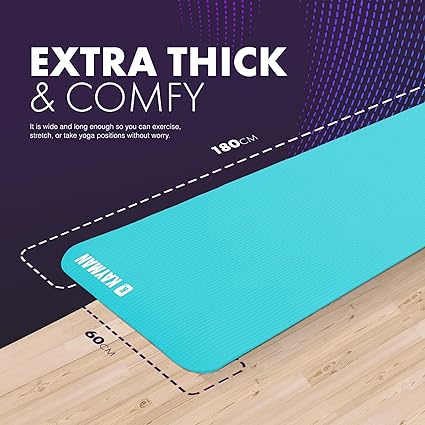 EXTRA THICK
& COMFY
It is wide and long enough so you can exercise,
stretch, or take yoga positions without worry.
180CM
KAYMAN
60CM